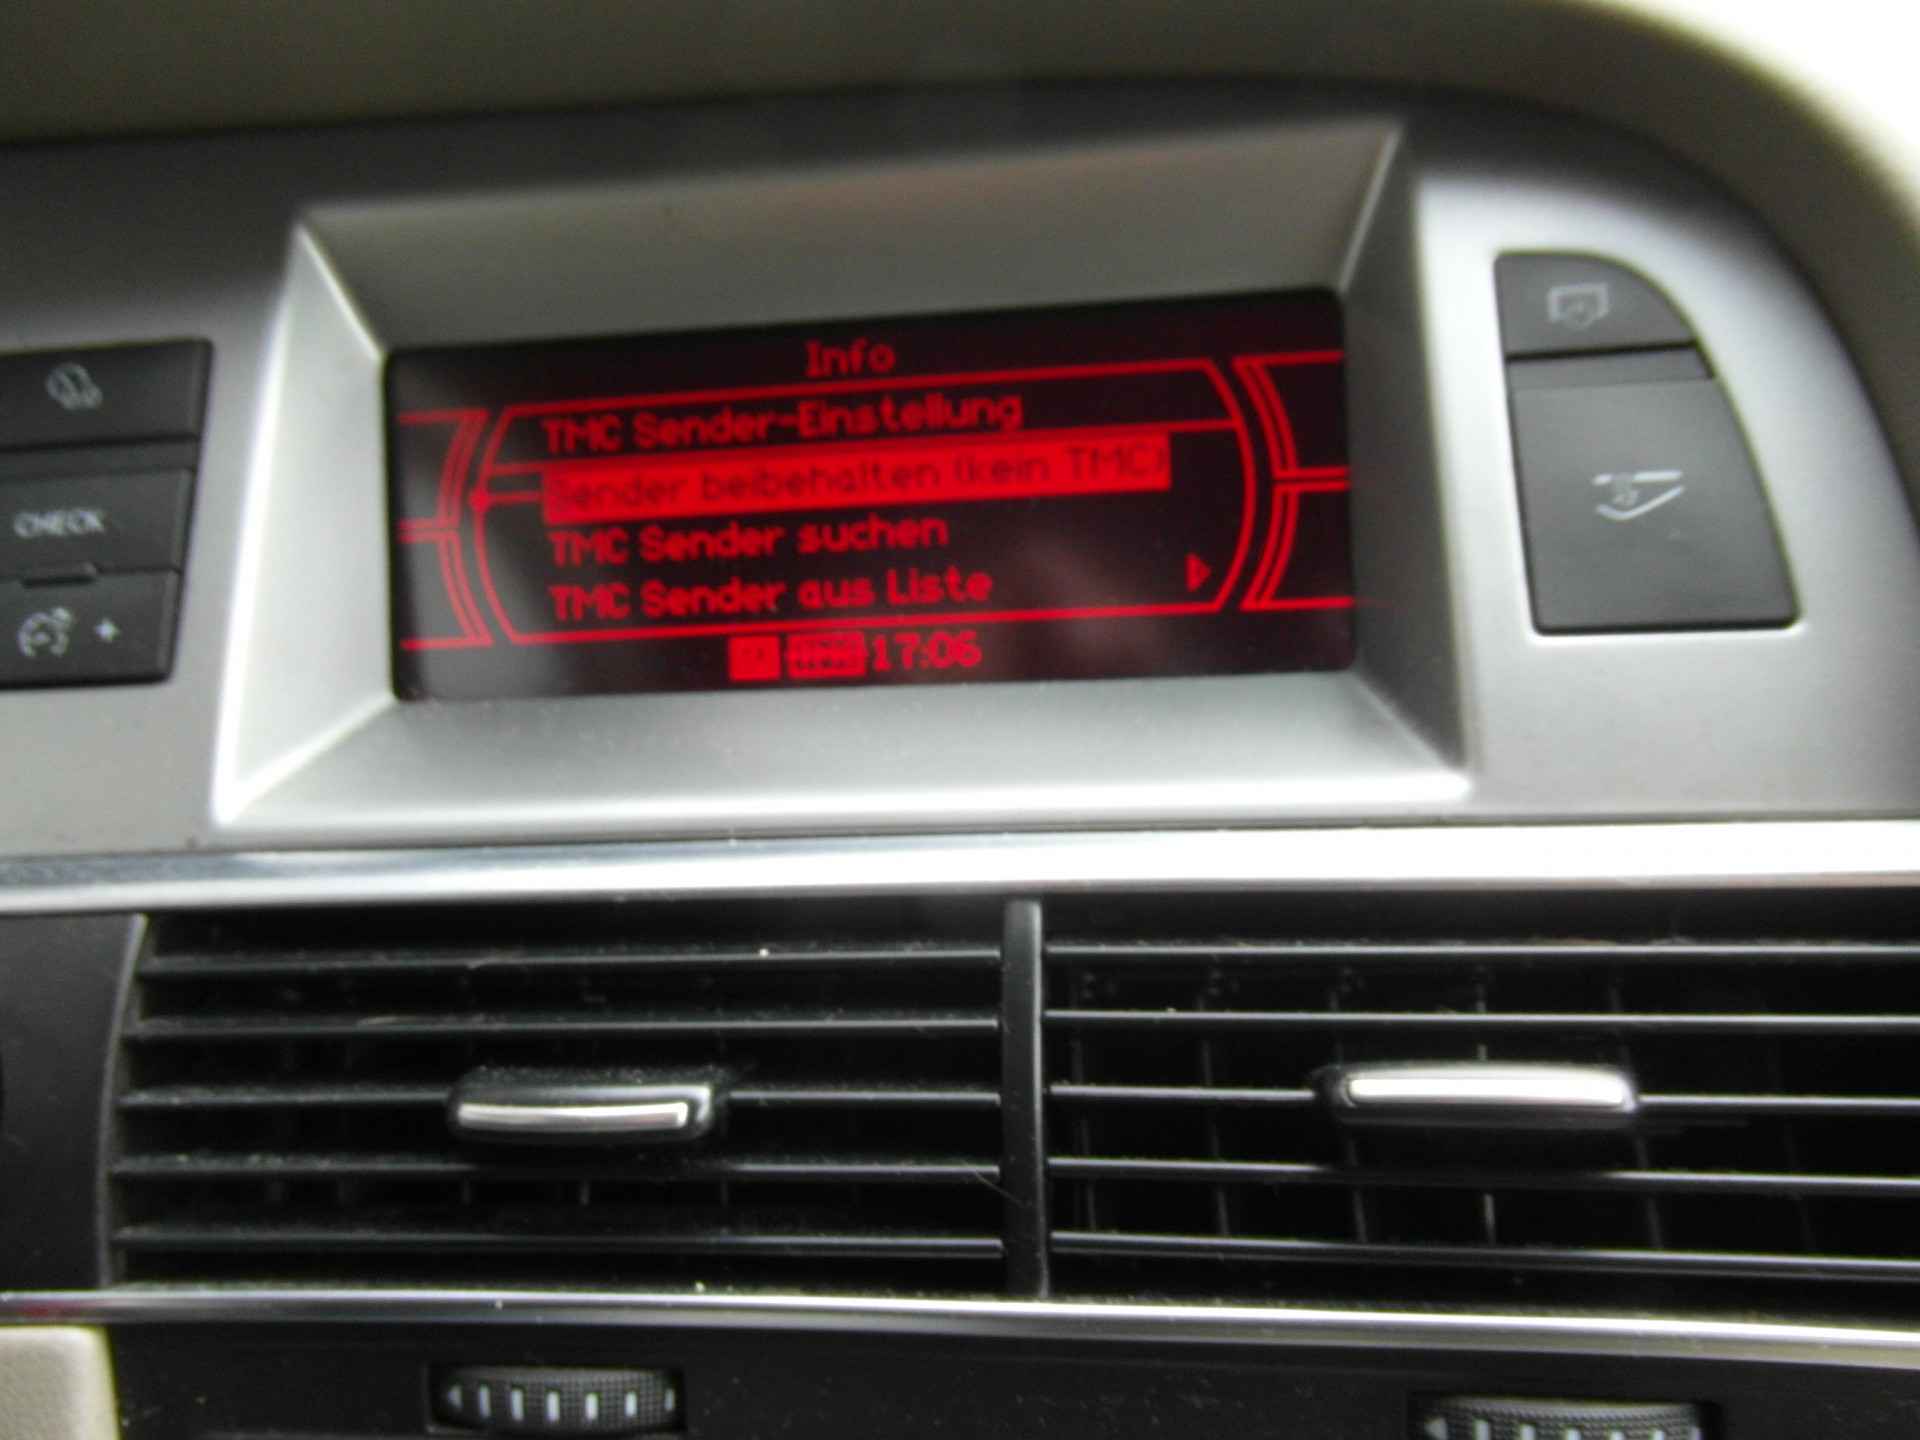 Info
TMC Sender-Einstellung
Sender beibehalten (kein TMC)
TMC Sender suchen
TMC Sender aus Liste
17:06
CHECK
+